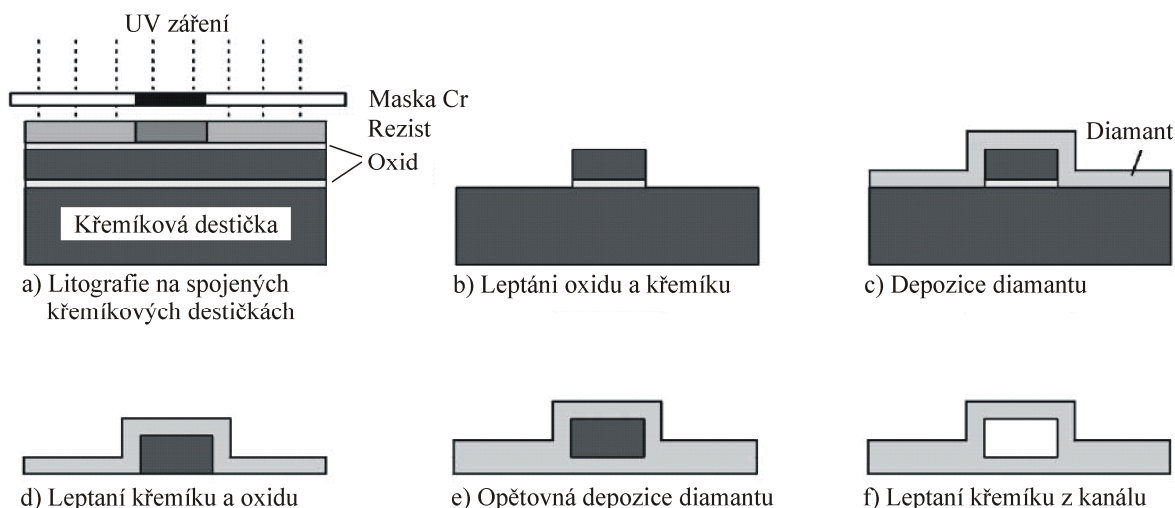 UV záření
Maska Cr
Rezist
Oxid
Křemíková destička
a) Litografie na spojených
křemíkových destičkách
b) Leptáni oxidu a křemíku
Diamant
c) Depozice diamantu
d) Leptaní křemíku a oxidu
e) Opětovná depozice diamantu
f) Leptaní křemíku z kanálu